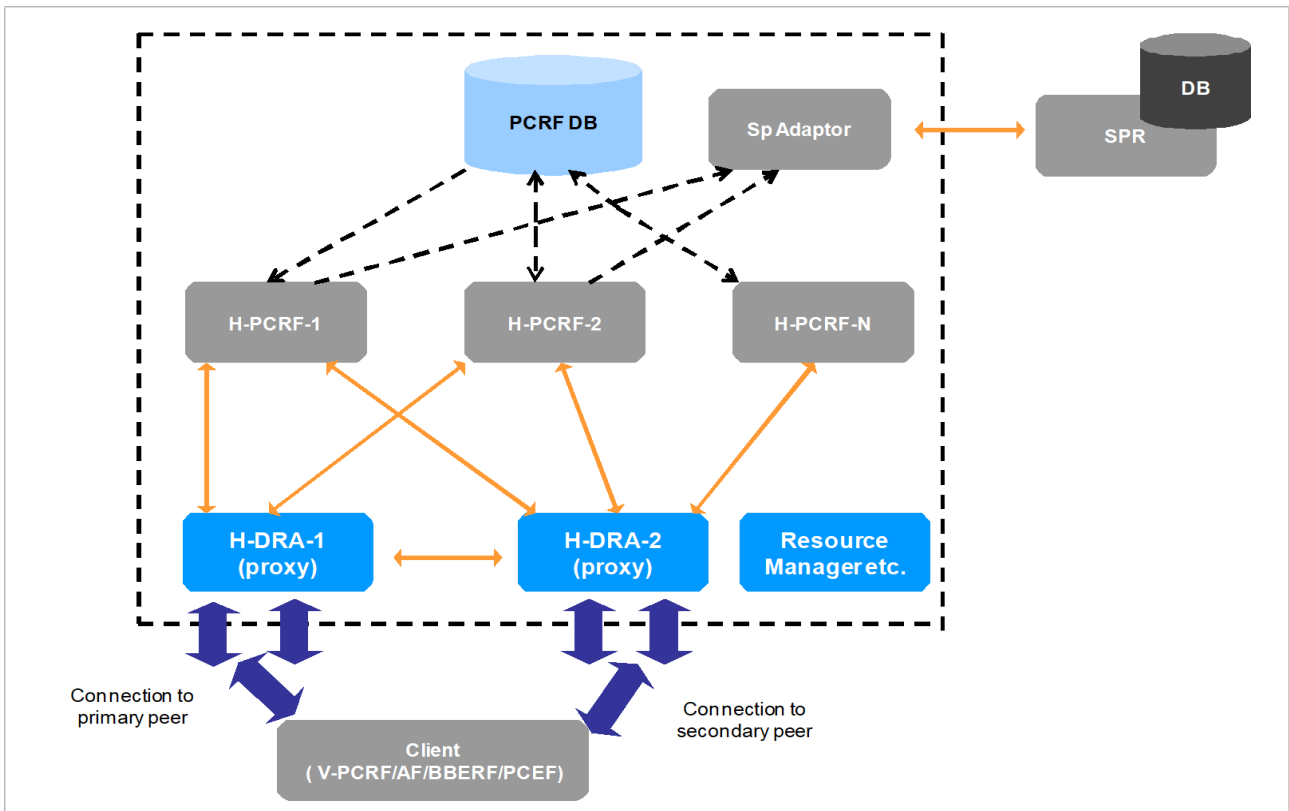 DB
PCRF DB
Sp Adaptor
SPR
H-PCRF-1
H-PCRF-2
H-PCRF-N
H-DRA-1
(proxy)
H-DRA-2
(proxy)
Resource
Manager etc.
Connection to
primary peer
Connection to
secondary peer
Client
( V-PCRF/AF/BBERF/PCEF)